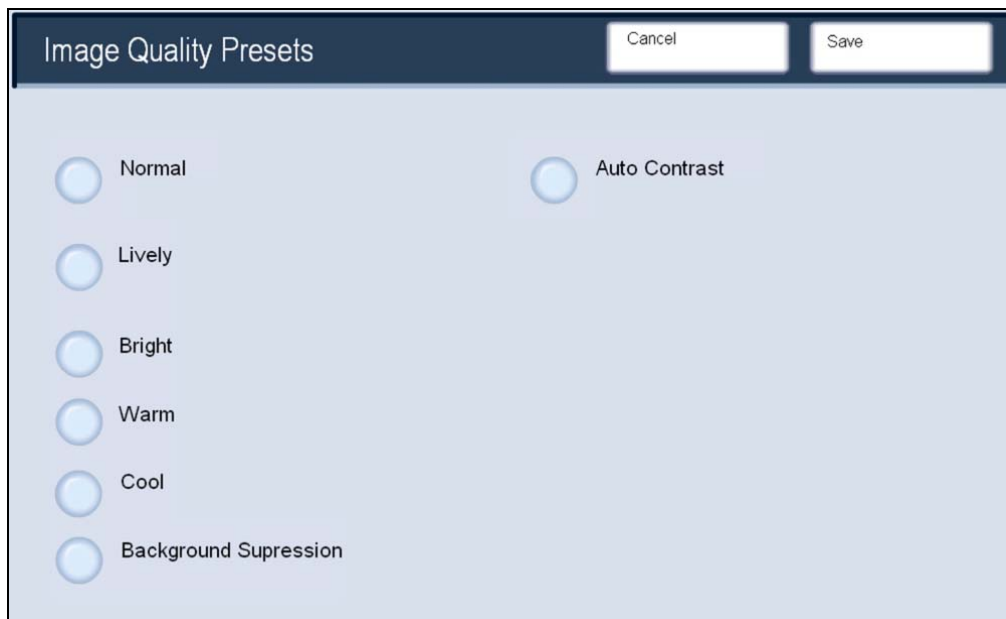 Image Quality Presets
Cancel
Save
Normal
Auto Contrast
Lively
Bright
Warm
Cool
Background Supression